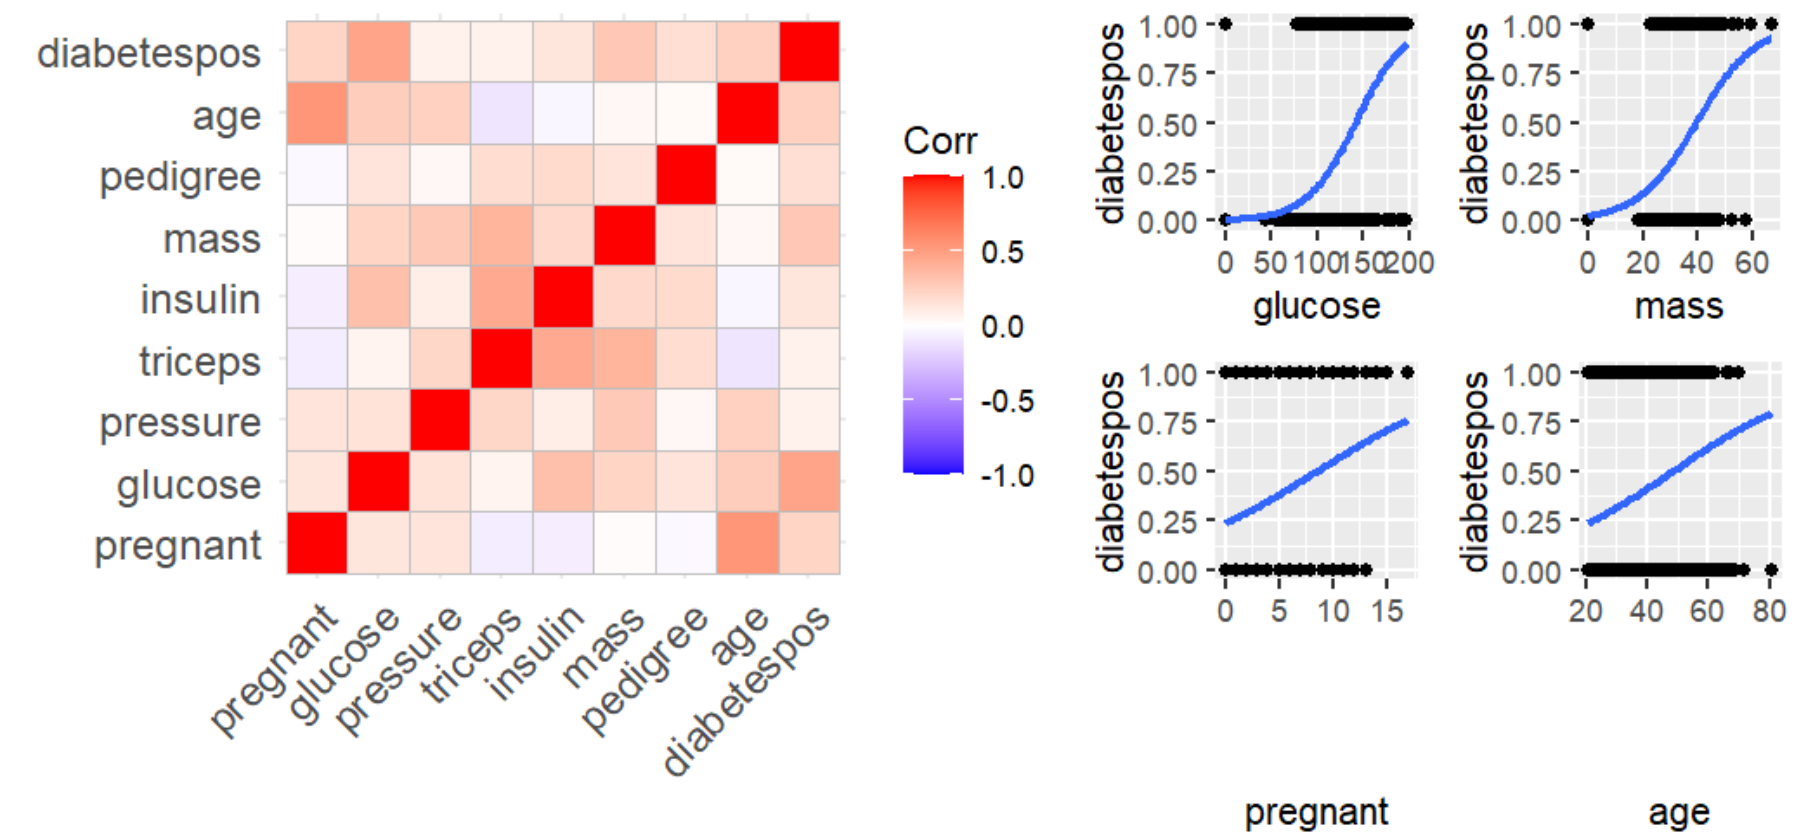 diabetespos
age
pedigree
mass
insulin
triceps
pressure
glucose
pregnant
pregnant
glucose
pressure
triceps
insulin
mass
pedigree
age
diabetespos
Corr
1.0
0.5
0.0
-0.5
-1.0
diabetespos
1.00
0.75
0.50
0.25
0.00
0 50 100 150 200
glucose
diabetespos
1.00
0.75
0.50
0.25
0.00
0 20 40 60
mass
diabetespos
1.00
0.75
0.50
0.25
0.00
0 5 10 15
pregnant
diabetespos
1.00
0.75
0.50
0.25
0.00
20 40 60 80
age